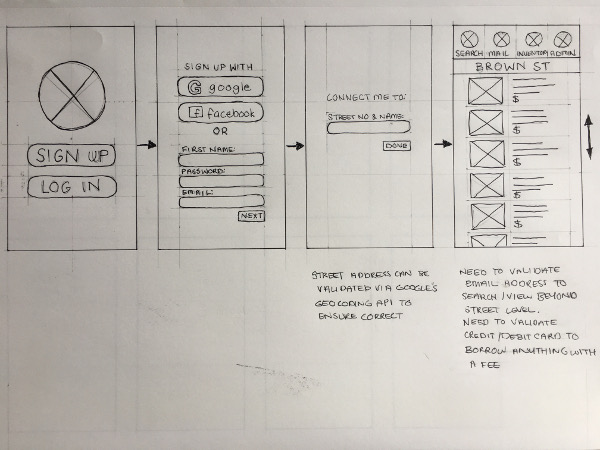 SIGN UP
LOG IN
SIGN UP WITH
G google
f facebook
OR
FIRST NAME:
PASSWORD:
EMAIL:
NEXT
CONNECT ME TO:
STREET NO & NAME:
DONE
SEARCH MAIL INVENTORY ADMIN
BROWN ST
$
$
$
$
$
STREET ADDRESS CAN BE
VALIDATED VIA GOOGLE'S
GEOCODING API TO
ENSURE CORRECT
NEED TO VALIDATE
EMAIL ADDRESS TO
SEARCH/VIEW BEYOND
STREET LEVEL.
NEED TO VALIDATE
CREDIT/DEBIT CARD TO
BORROW ANYTHING WITH
A FEE